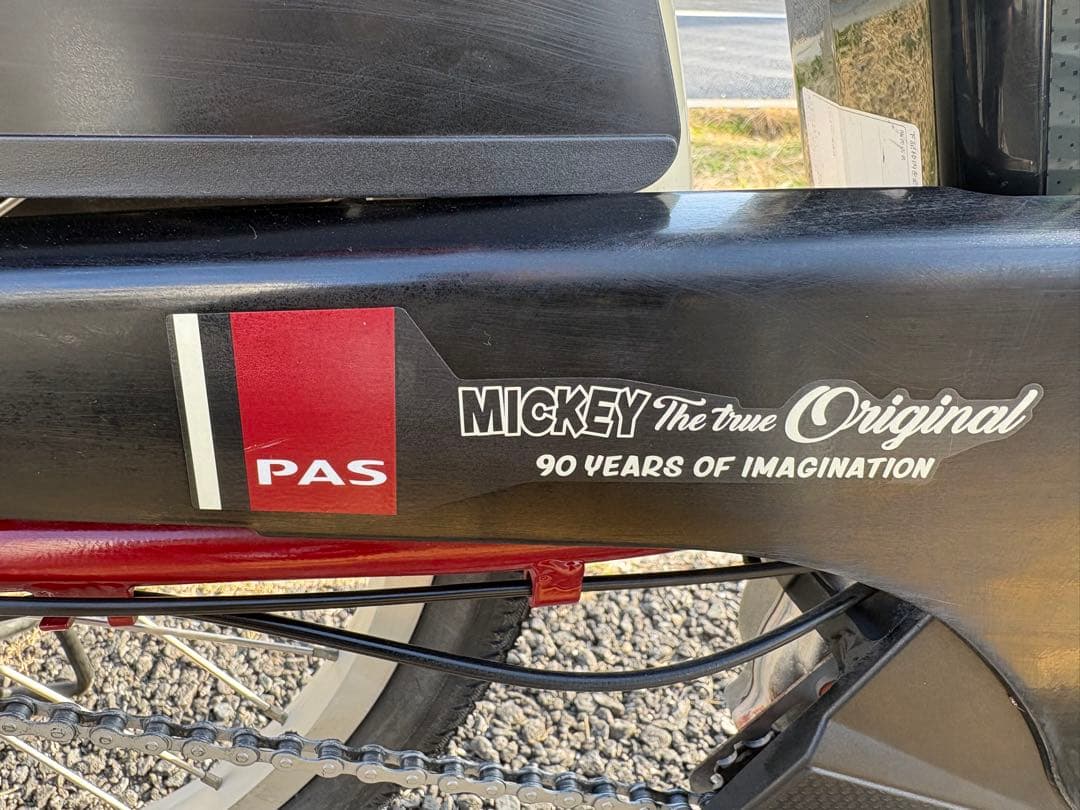 PAS
MICKEY The true Original
90 YEARS OF IMAGINATION